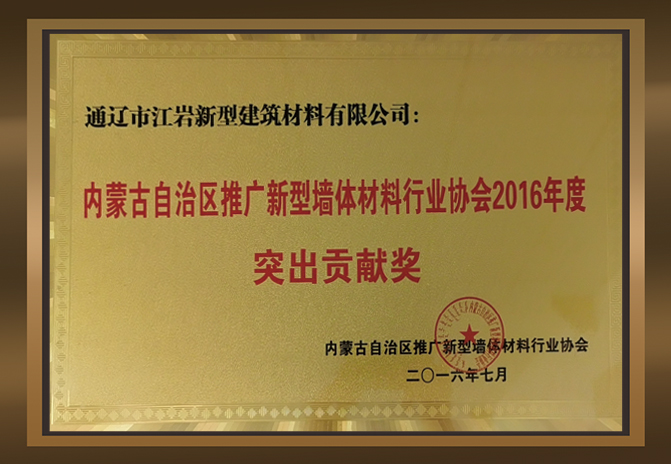 通辽市江岩新型建筑材料有限公司：
内蒙古自治区推广新型墙体材料行业协会2016年度
突出贡献奖
内蒙古自治区推广新型墙体材料行业协会
二〇一六年七月